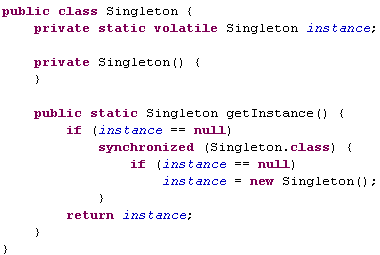 public class Singleton {
    private static volatile Singleton instance;

    private Singleton() {
    }

    public static Singleton getInstance() {
        if (instance == null)
            synchronized (Singleton.class) {
                if (instance == null)
                    instance = new Singleton();
            }
        return instance;
    }
}